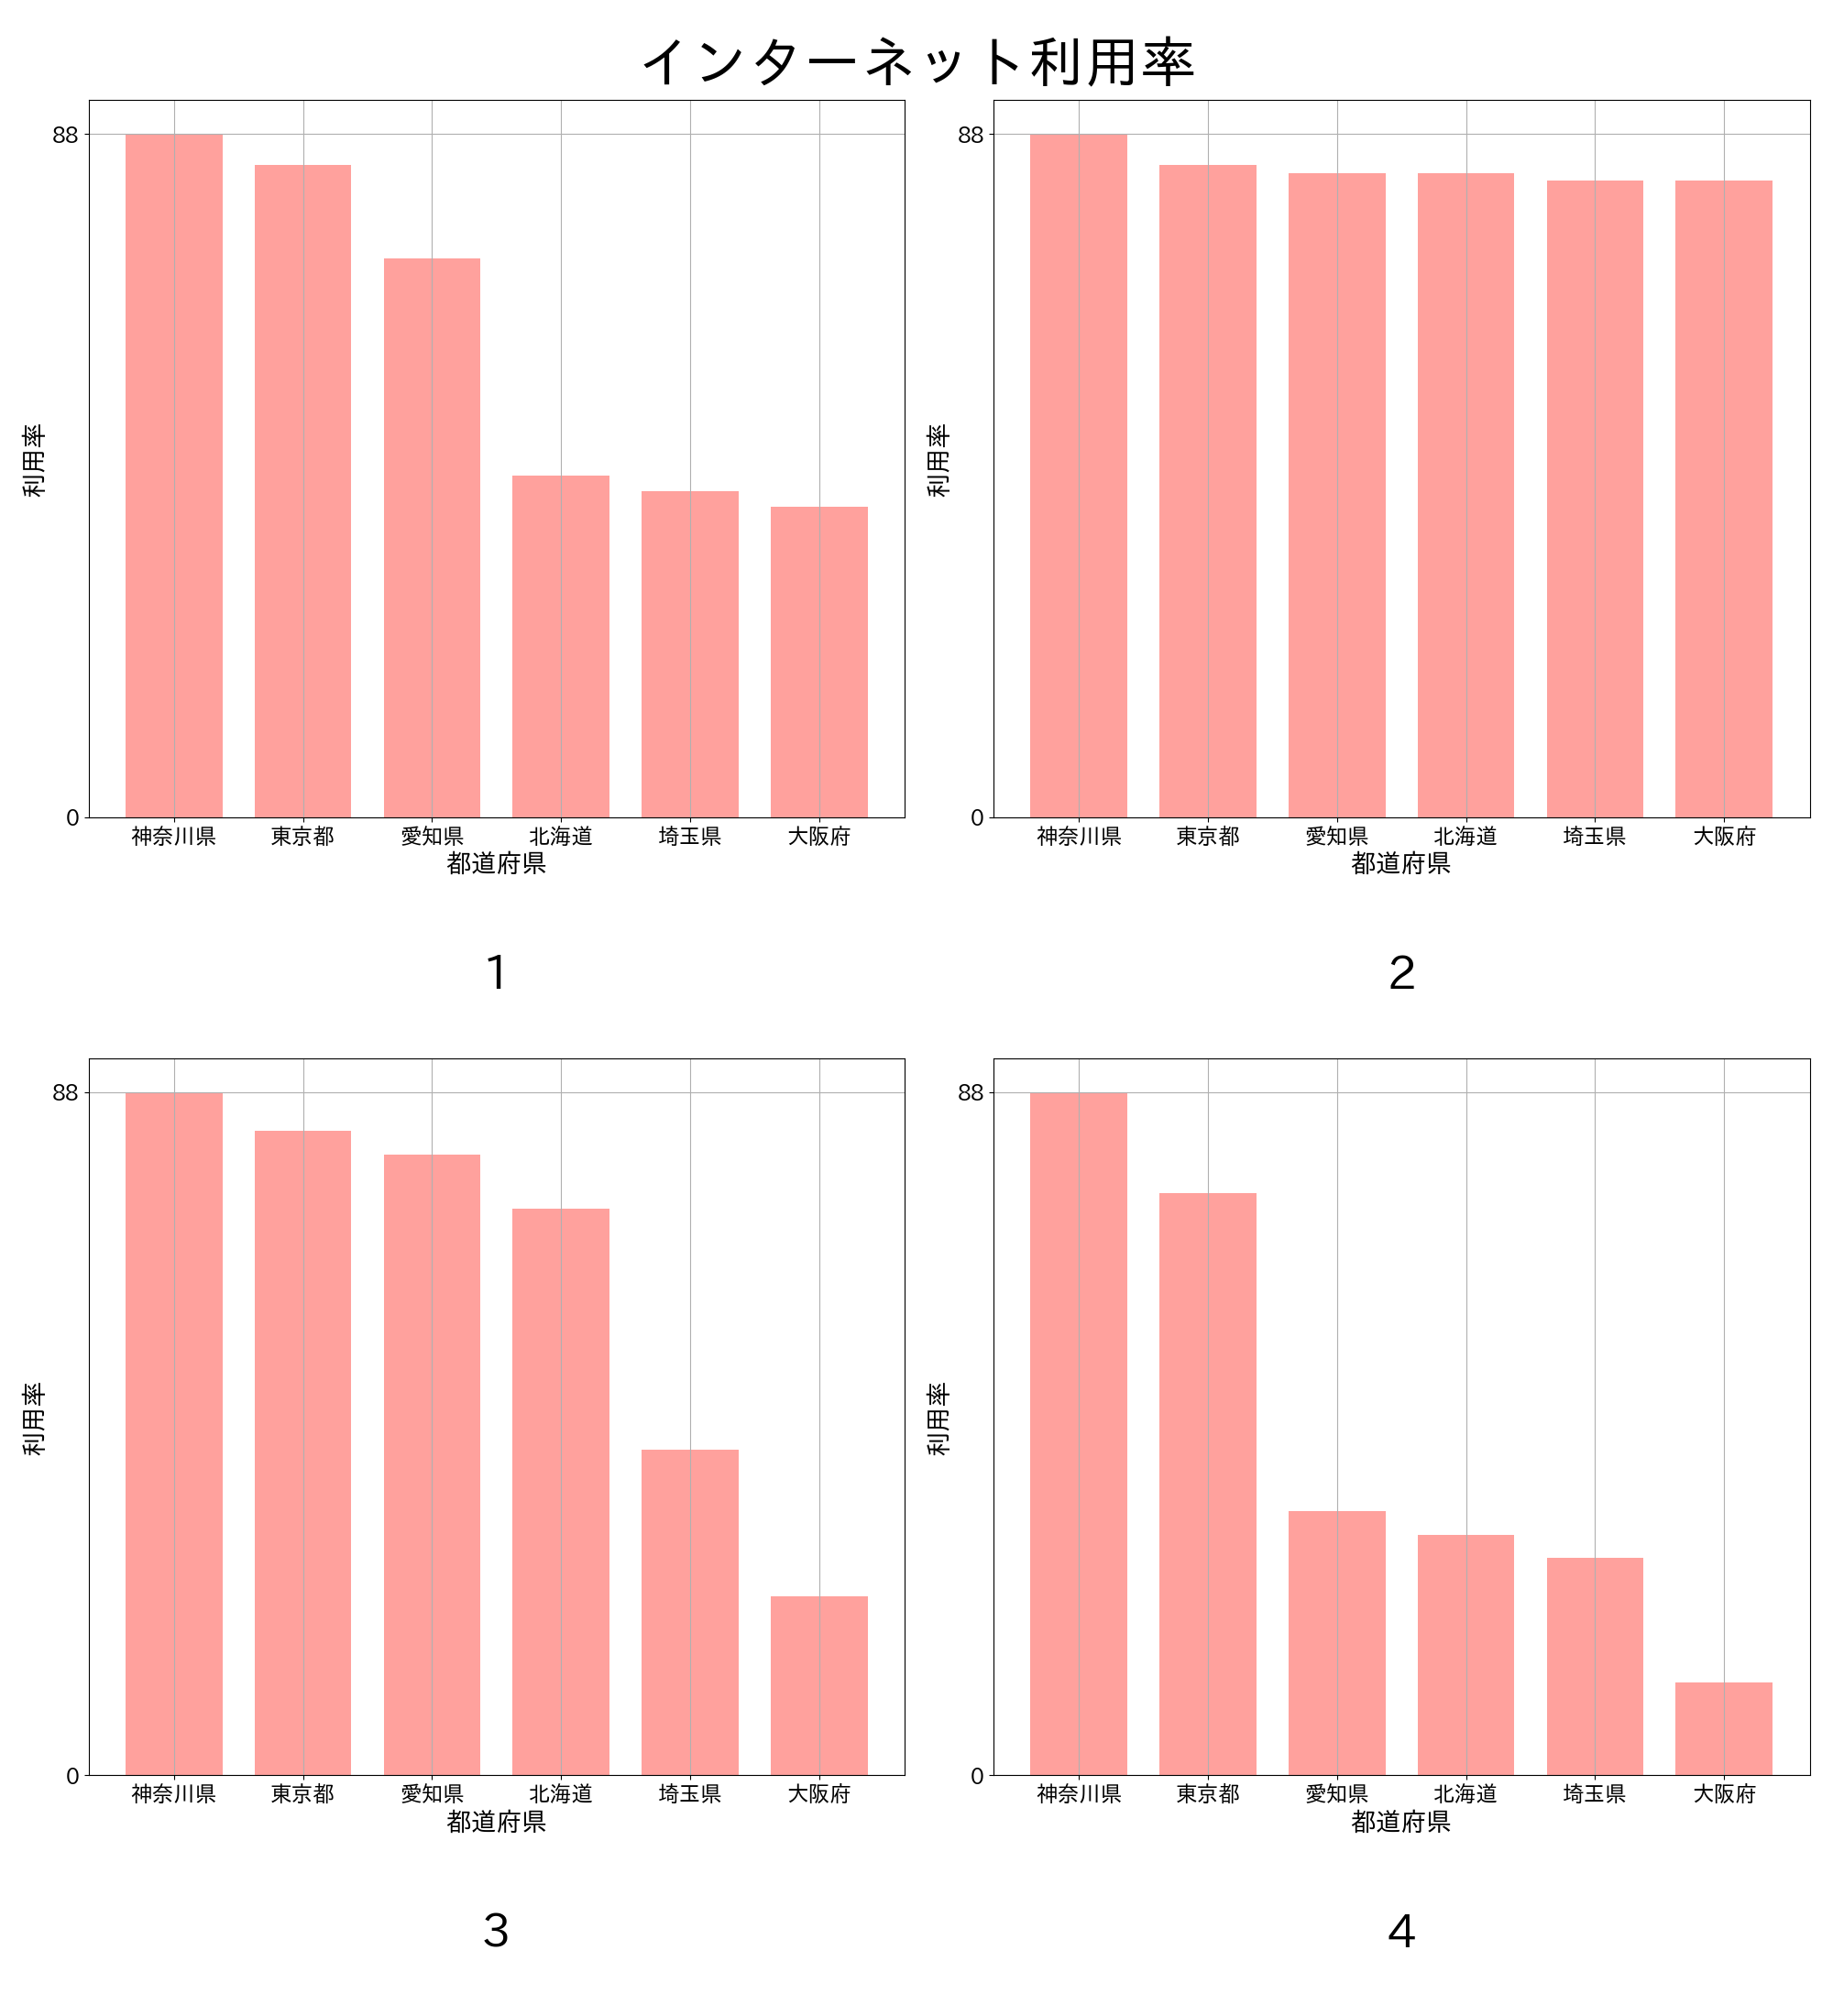 インターネット利用率
88
0
利用率
神奈川県 東京都 愛知県 北海道 埼玉県 大阪府
都道府県
1
88
0
利用率
神奈川県 東京都 愛知県 北海道 埼玉県 大阪府
都道府県
2
88
0
利用率
神奈川県 東京都 愛知県 北海道 埼玉県 大阪府
都道府県
3
88
0
利用率
神奈川県 東京都 愛知県 北海道 埼玉県 大阪府
都道府県
4